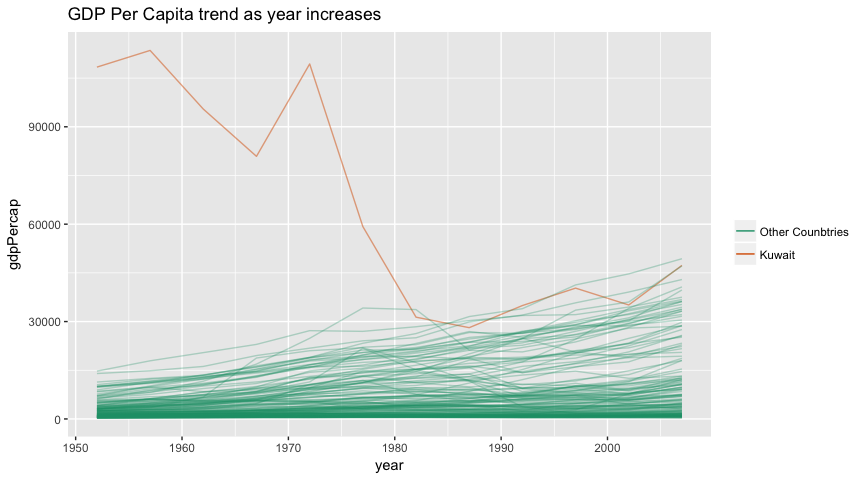 GDP Per Capita trend as year increases
gdpPercap
90000
60000
30000
0
1950
1960
1970
1980
1990
2000
year
Other Counbtries
Kuwait